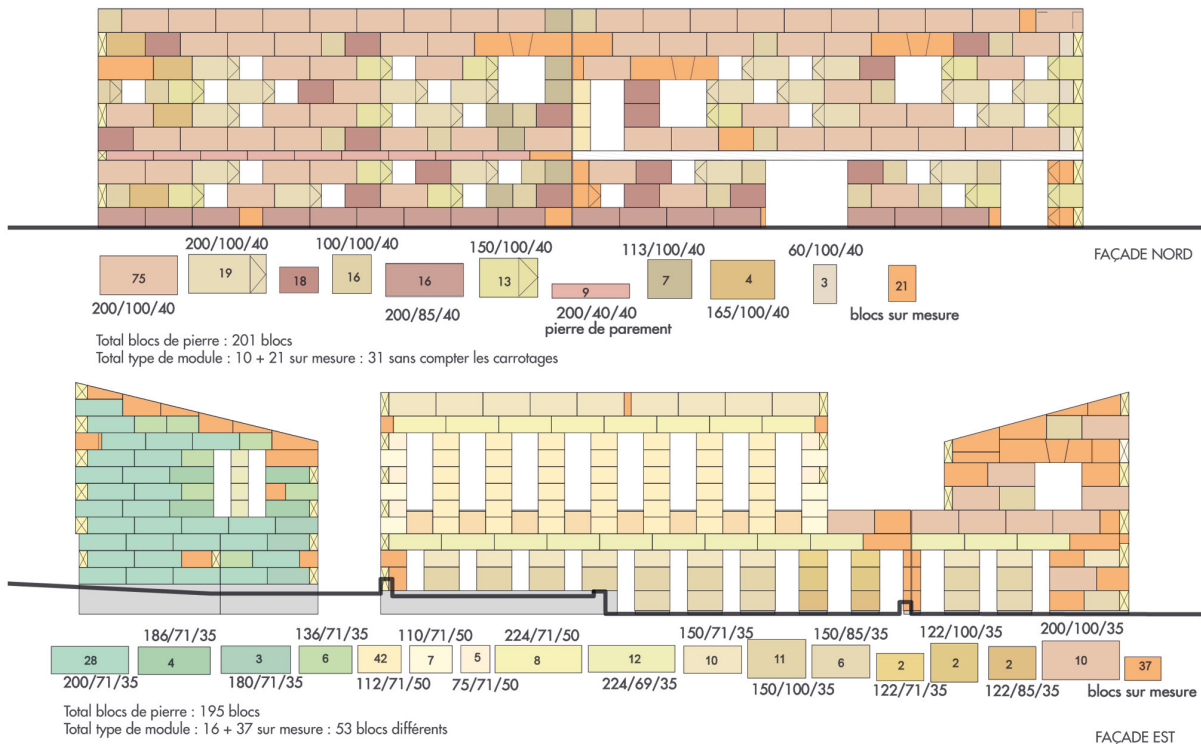 200/100/40 100/100/40 150/100/40 113/100/40 60/100/40
FAÇADE NORD
75 19 18 16 16 13 9 7 4 3 21
200/100/40 200/85/40 200/40/40 165/100/40 blocs sur mesure
pierre de parement
Total blocs de pierre : 201 blocs
Total type de module : 10 + 21 sur mesure : 31 sans compter les carrotages
186/71/35 136/71/35 110/71/50 224/71/50 150/71/35 150/85/35 122/100/35 200/100/35
28 4 3 6 42 7 5 8 12 10 11 6 2 2 2 10 37
200/71/35 180/71/35 112/71/50 75/71/50 224/69/35 150/100/35 122/71/35 122/85/35 blocs sur mesure
Total blocs de pierre : 195 blocs
Total type de module : 16 + 37 sur mesure : 53 blocs différents
FAÇADE EST